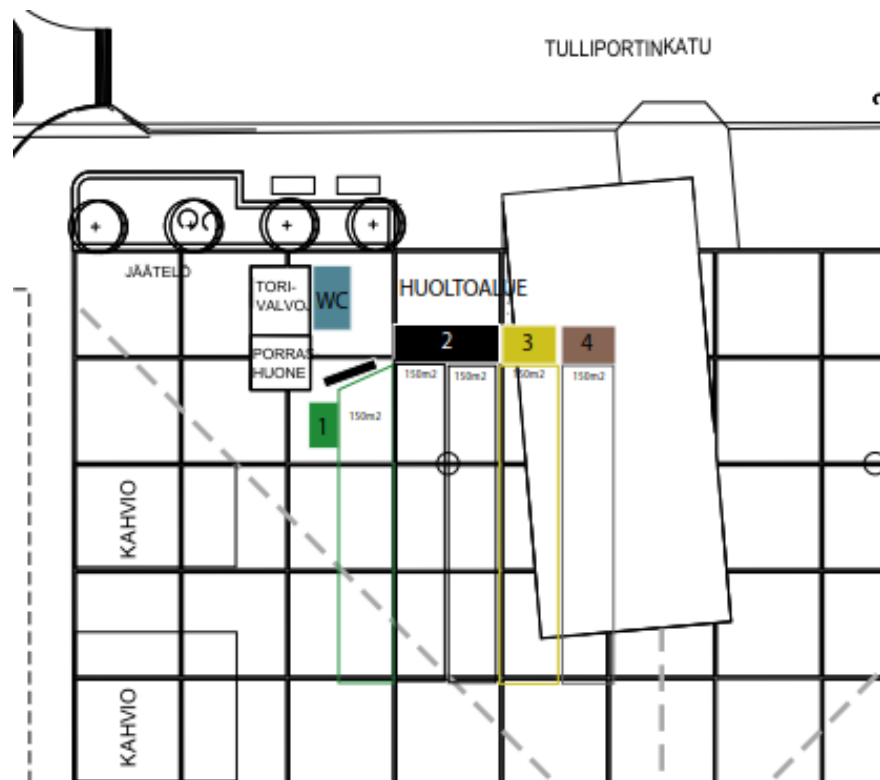 TULLIPORTINKATU
JÄÄTELÖ
TORI-
VALVOJ.
WC
HUOLTOALUE
PORRAS-
HUONE
2
3
4
150m2
150m2
150m2
150m2
1
150m2
KAHVIO
KAHVIO